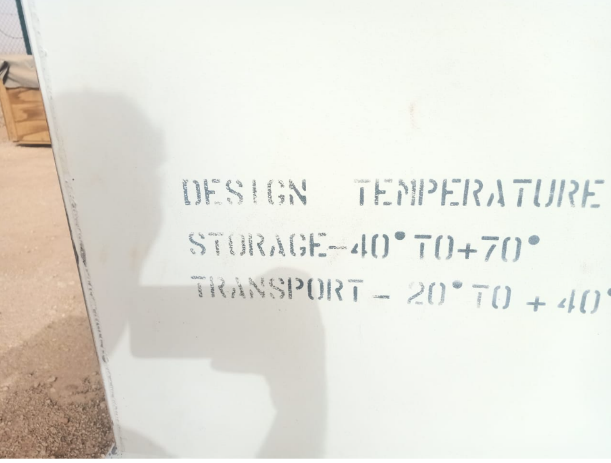 DESIGN TEMPERATURE
STORAGE-40° TO+70°
TRANSPORT - 20° TO + 40°